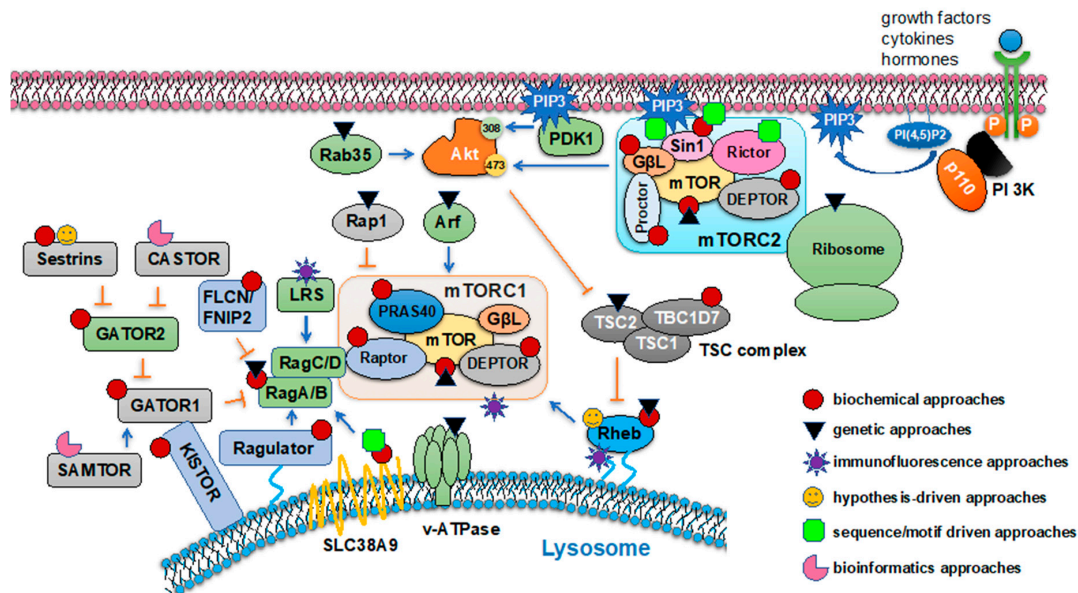 growth factors
cytokines
hormones
PIP3
PIP3
PIP3
PI(4,5)P2
P
P
p110
PI 3K
Rab35
Akt
308
473
PDK1
Sin1
Rictor
GβL
mTOR
DEPTOR
Proctor
mTORC2
Ribosome
Rap1
Arf
Sestrins
CASTOR
FLCN/
FNIP2
LRS
GATOR2
mTORC1
PRAS40
GβL
mTOR
Raptor
DEPTOR
RagC/D
RagA/B
TSC2
TBC1D7
TSC1
TSC complex
GATOR1
SAMTOR
KISTOR
Ragulator
Rheb
SLC38A9
v-ATPase
Lysosome
biochemical approaches
genetic approaches
immunofluorescence approaches
hypothesis-driven approaches
sequence/motif driven approaches
bioinformatics approaches